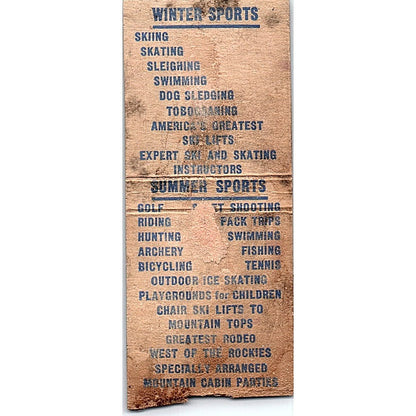 WINTER SPORTS
SKIING
SKATING
SLEIGHING
SWIMMING
DOG SLEDGING
TOBOGGANING
AMERICA'S GREATEST
SKI LIFTS
EXPERT SKI AND SKATING
INSTRUCTORS
SUMMER SPORTS
GOLF SHOOTING
RIDING PACK TRIPS
HUNTING SWIMMING
ARCHERY FISHING
BICYCLING TENNIS
OUTDOOR ICE SKATING
PLAYGROUNDS for CHILDREN
CHAIR SKI LIFTS TO
MOUNTAIN TOPS
GREATEST RODEO
WEST OF THE ROCKIES
SPECIALLY ARRANGED
MOUNTAIN CABIN PARTIES